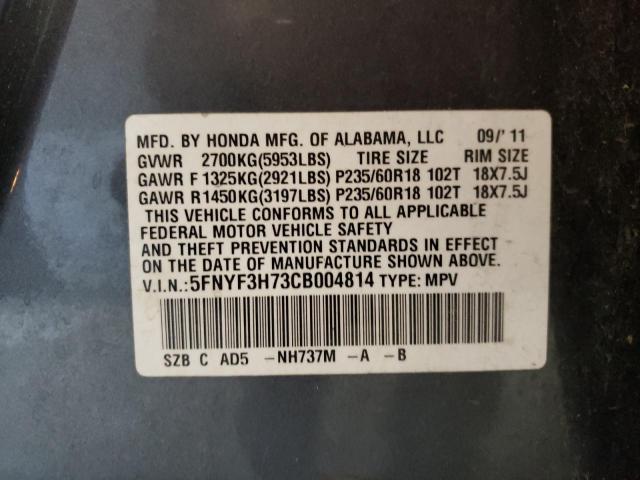 MFD. BY HONDA MFG. OF ALABAMA, LLC 09/' 11
GVWR 2700KG(5953LBS) TIRE SIZE RIM SIZE
GAWR F 1325KG(2921LBS) P235/60R18 102T 18X7.5J
GAWR R1450KG(3197LBS) P235/60R18 102T 18X7.5J
THIS VEHICLE CONFORMS TO ALL APPLICABLE
FEDERAL MOTOR VEHICLE SAFETY
AND THEFT PREVENTION STANDARDS IN EFFECT
ON THE DATE OF MANUFACTURE SHOWN ABOVE.
V.I.N.:5FNYF3H73CB004814 TYPE: MPV
SZB C AD5 -NH737M -A -B